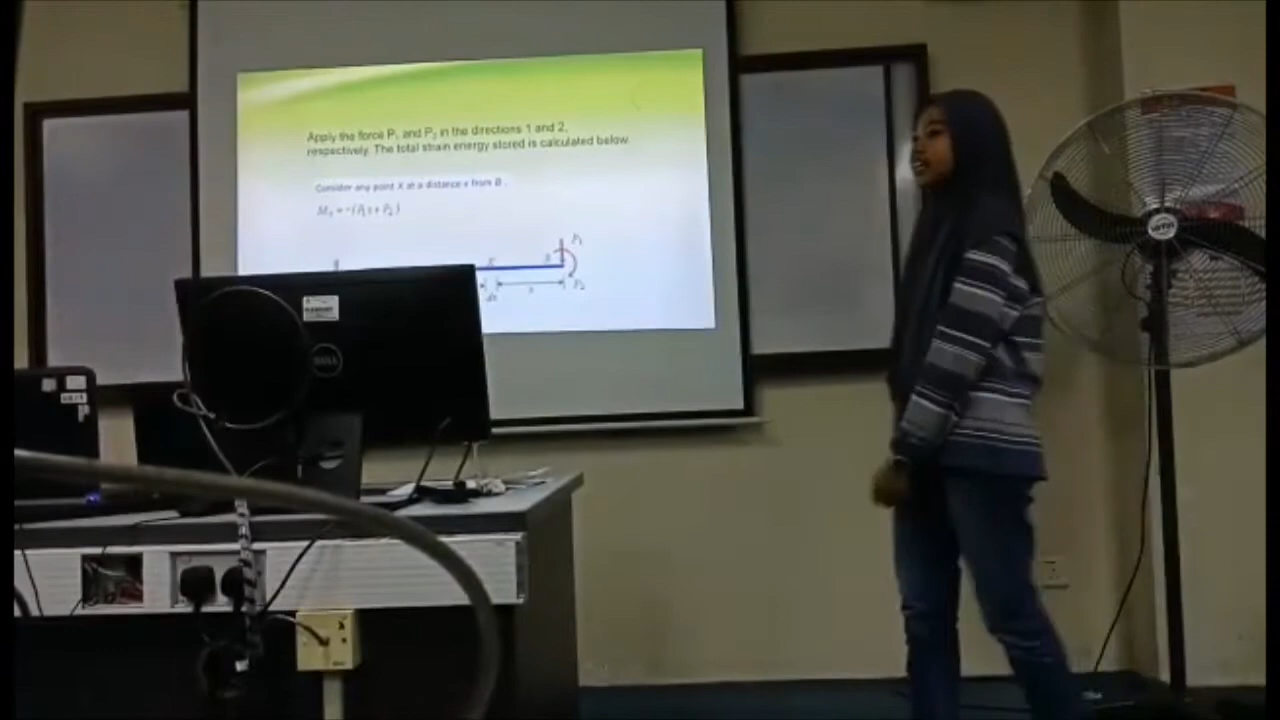 Apply the force P₁ and P₂ in the directions 1 and 2,
respectively. The total strain energy stored is calculated below.
Consider any point X at a distance x from B .
Mₓ = -(P₁x + P₂)
P₁
X
B
P₂
dx
x
DELL